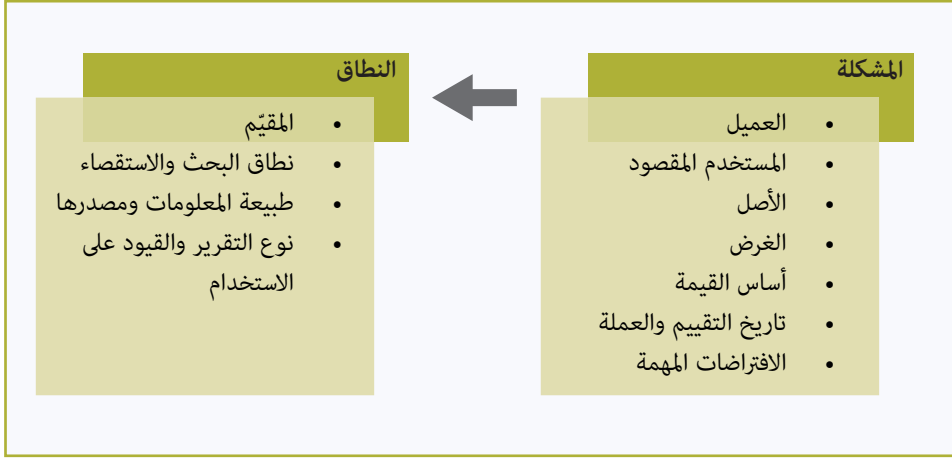 المشكلة
• العميل
• المستخدم المقصود
• الأصل
• الغرض
• أساس القيمة
• تاريخ التقييم والعملة
• الافتراضات المهمة
النطاق
• المقيّم
• نطاق البحث والاستقصاء
• طبيعة المعلومات ومصدرها
• نوع التقرير والقيود على
الاستخدام